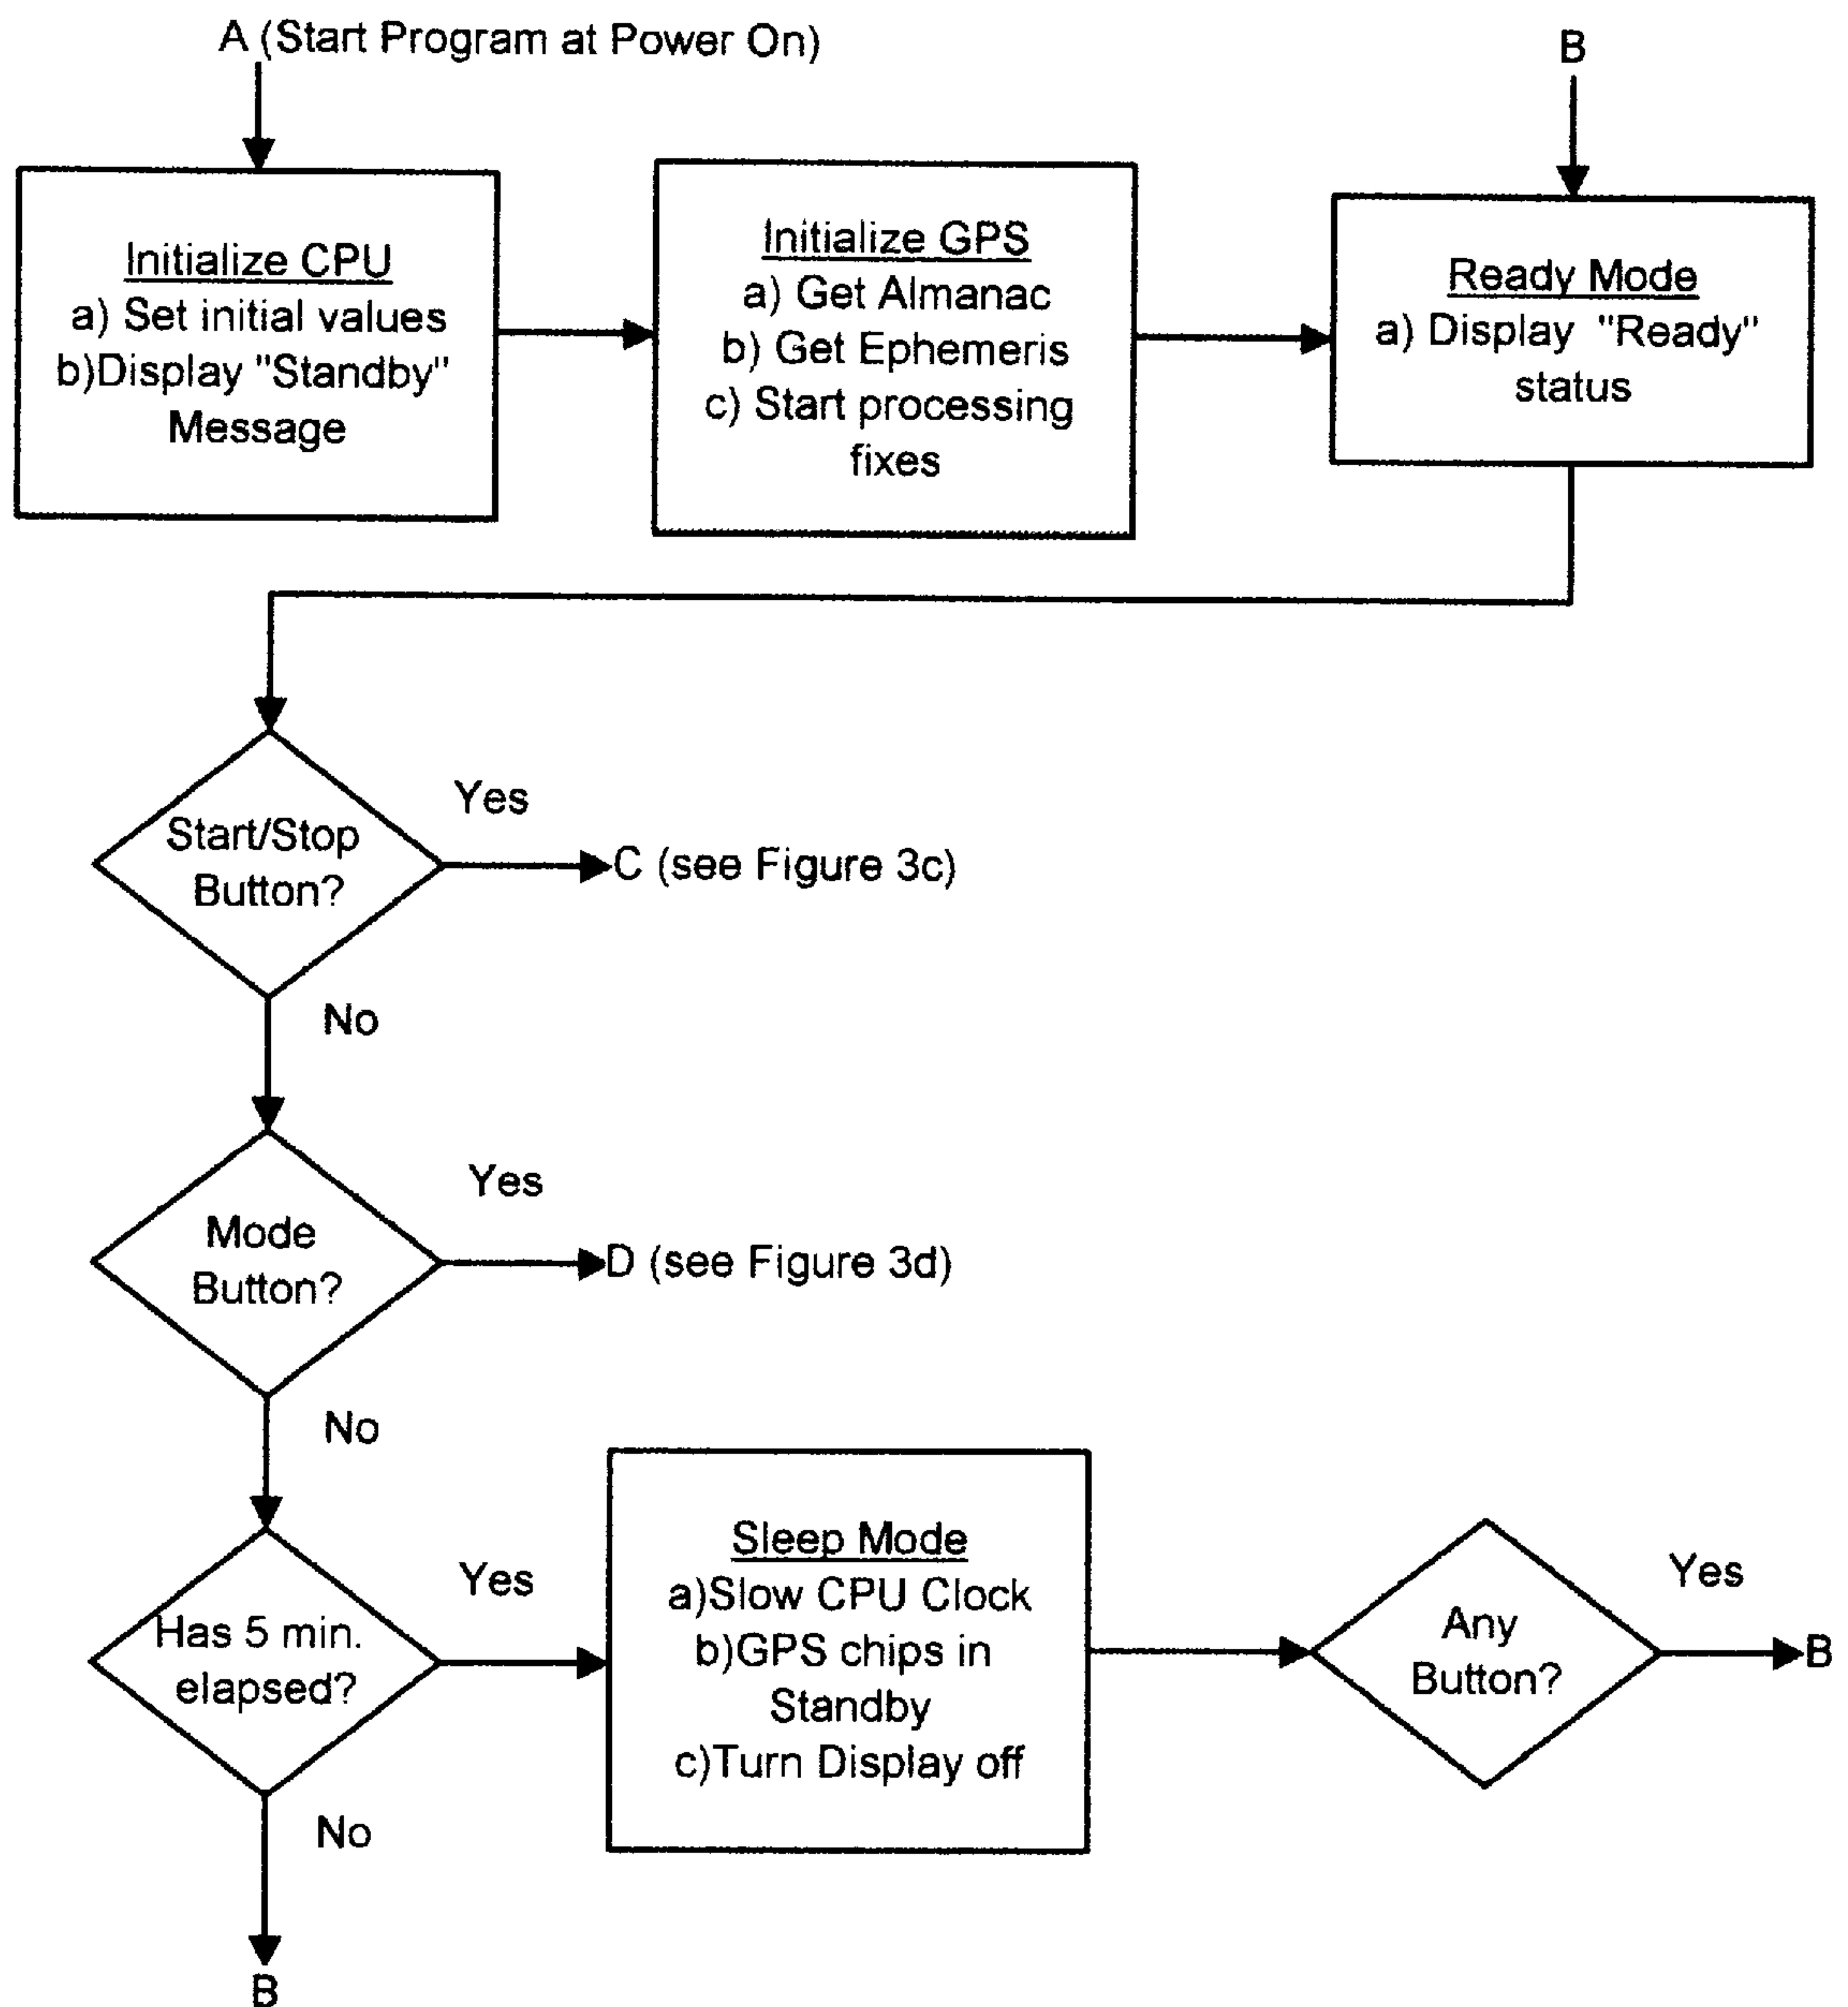 A (Start Program at Power On)
B
Initialize CPU
a) Set initial values
b)Display "Standby"
Message
Initialize GPS
a) Get Almanac
b) Get Ephemeris
c) Start processing
fixes
Ready Mode
a) Display "Ready"
status
Start/Stop
Button?
Yes
C (see Figure 3c)
No
Mode
Button?
Yes
D (see Figure 3d)
No
Has 5 min.
elapsed?
Yes
Sleep Mode
a)Slow CPU Clock
b)GPS chips in
Standby
c)Turn Display off
Any
Button?
Yes
B
No
B